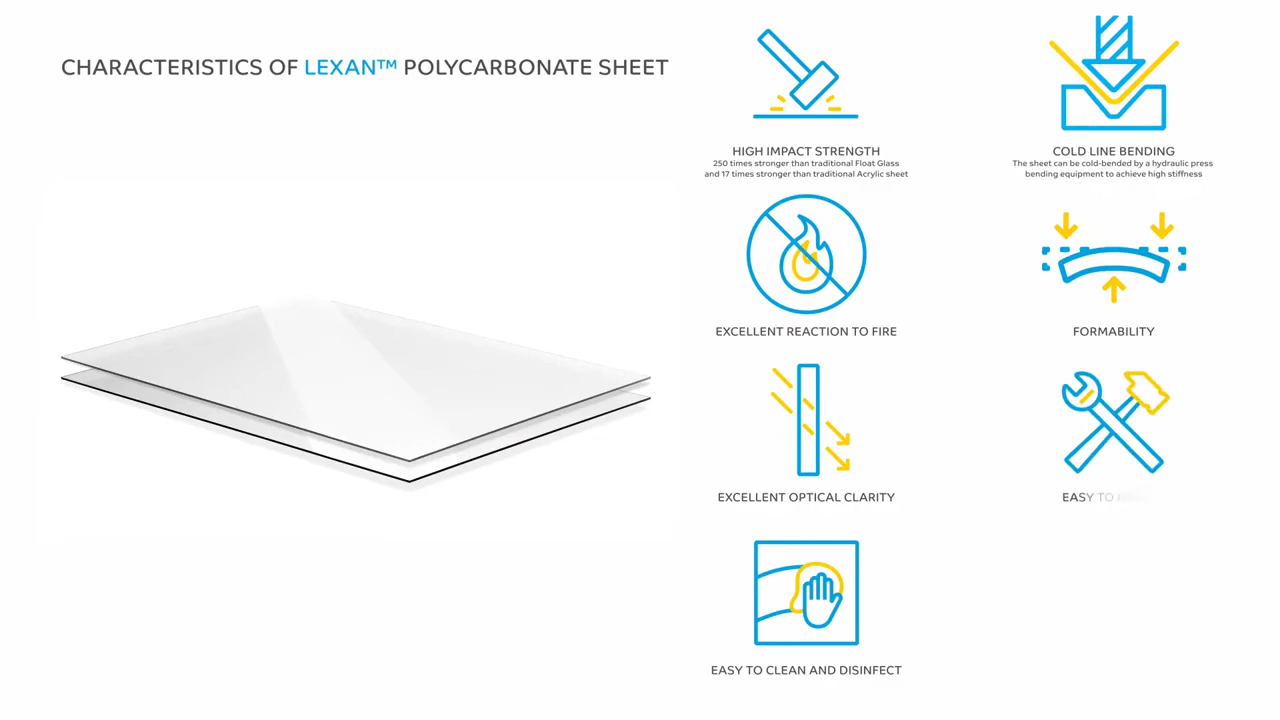 CHARACTERISTICS OF LEXAN™ POLYCARBONATE SHEET
HIGH IMPACT STRENGTH
250 times stronger than traditional Float Glass
and 17 times stronger than traditional Acrylic sheet
COLD LINE BENDING
The sheet can be cold-bended by a hydraulic press
bending equipment to achieve high stiffness
EXCELLENT REACTION TO FIRE
FORMABILITY
EXCELLENT OPTICAL CLARITY
EASY TO
EASY TO CLEAN AND DISINFECT